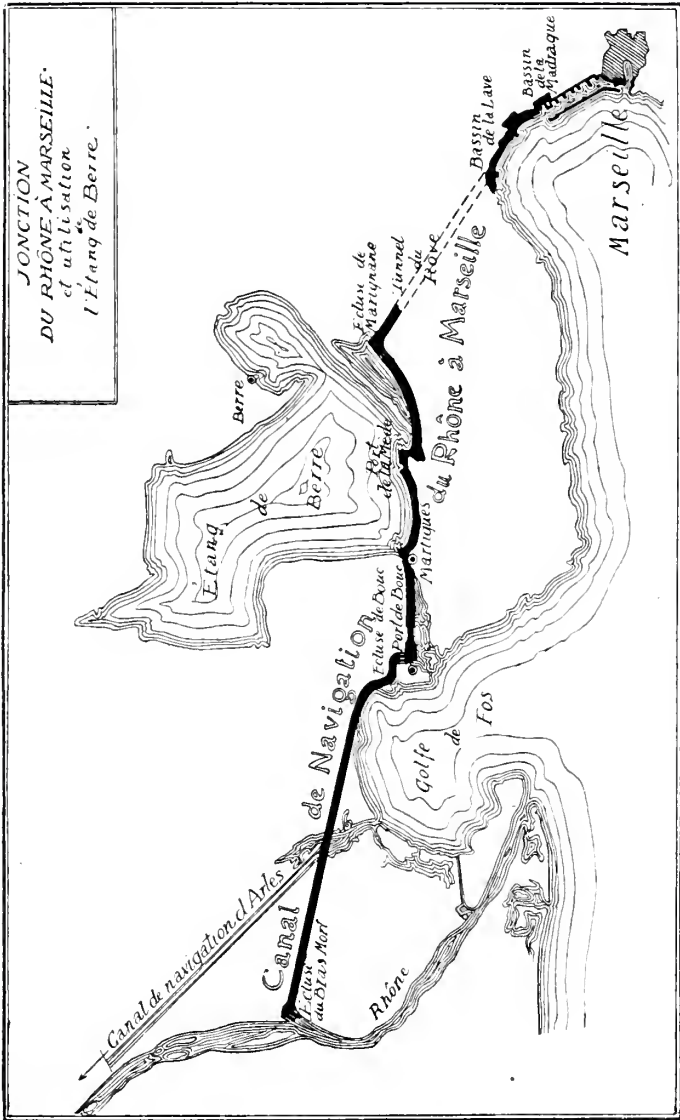 JONCTION
DU RHÔNE À MARSEILLE.
et utilisation
de
l'Étang de Berre.
Canal de navigation d'Arles
Canal de Navigation du Rhône à Marseille
Ecluse
du Bras Mort
Rhône
Golfe
de
Fos
Ecluse de Bouc
Port de Bouc
Martigues
Étang
de
Berre
Berre
Port
de la Mède
Ecluse de
Marignane
Tunnel
du
Rove
Bassin
de la Lave
Bassin
de la
Madrague
Marseille